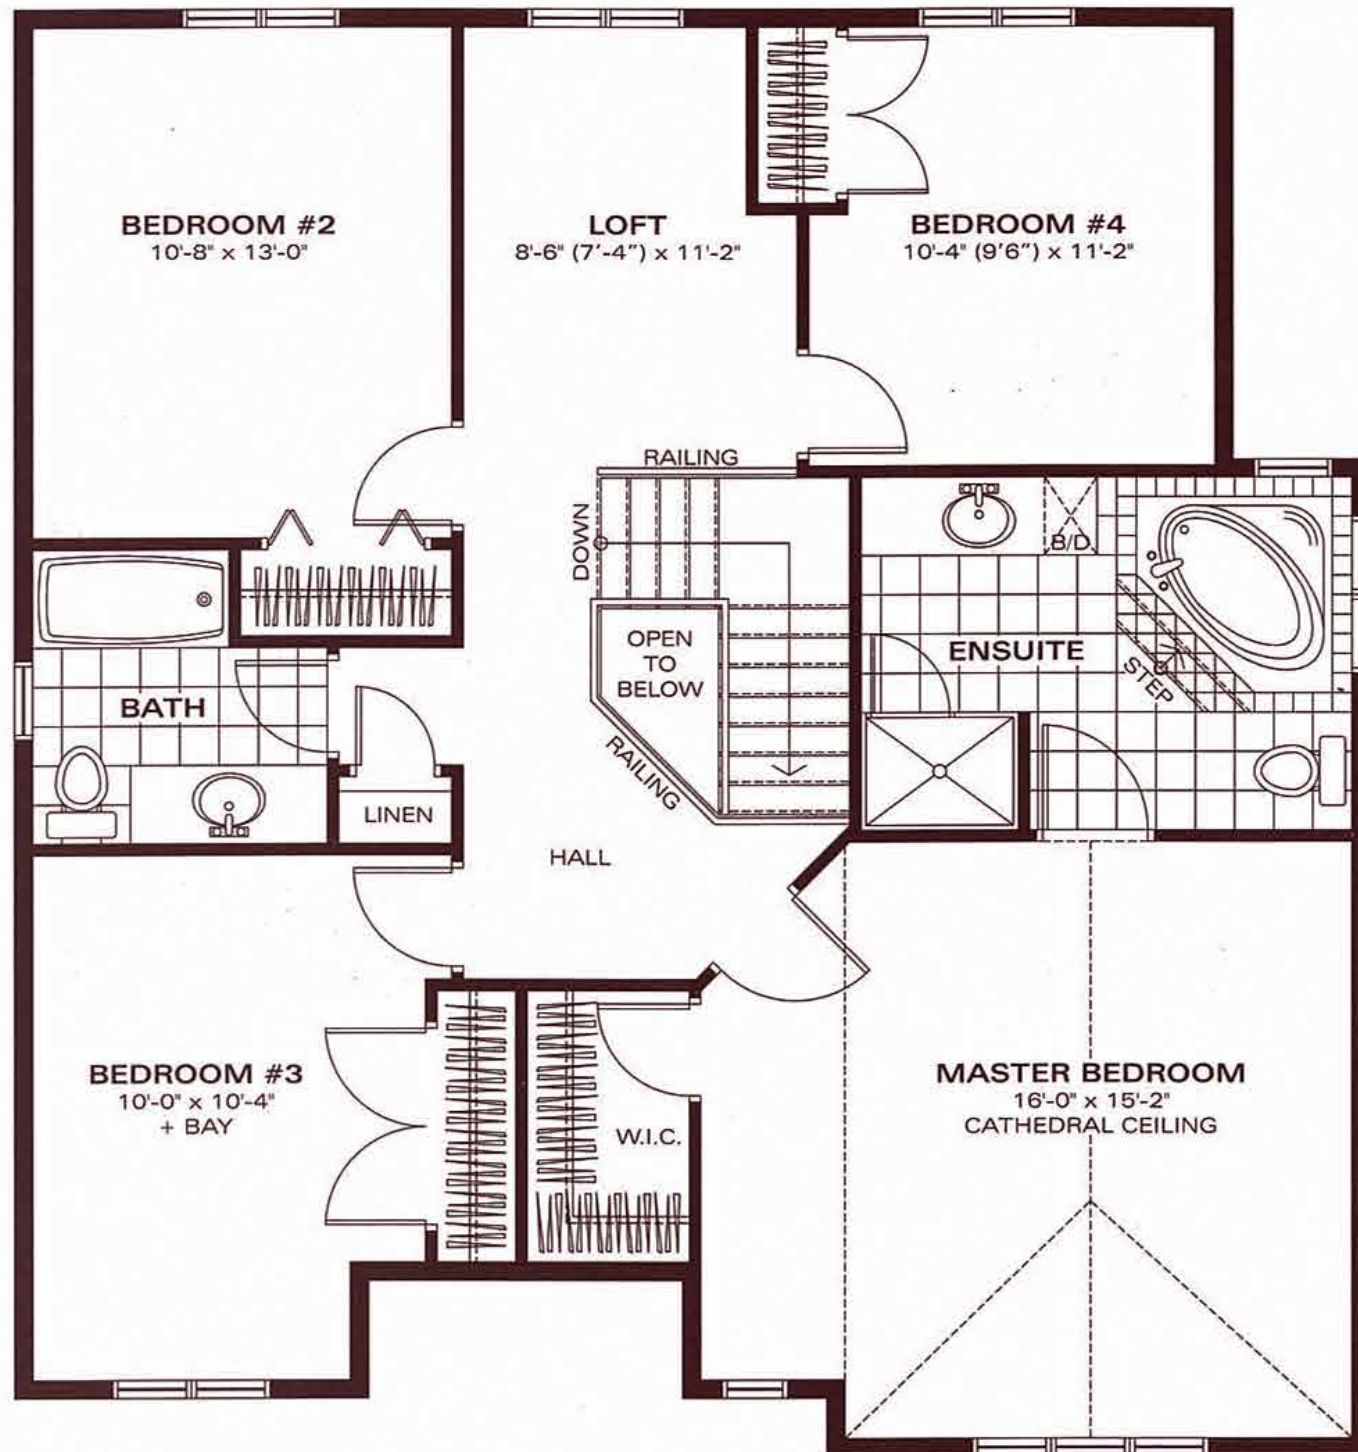 BEDROOM #2
10'-8" x 13'-0"
LOFT
8'-6" (7'-4") x 11'-2"
BEDROOM #4
10'-4" (9'6") x 11'-2"
RAILING
DOWN
B/D
OPEN
TO
BELOW
ENSUITE
STEP
BATH
RAILING
LINEN
HALL
BEDROOM #3
10'-0" x 10'-4"
+ BAY
W.I.C.
MASTER BEDROOM
16'-0" x 15'-2"
CATHEDRAL CEILING